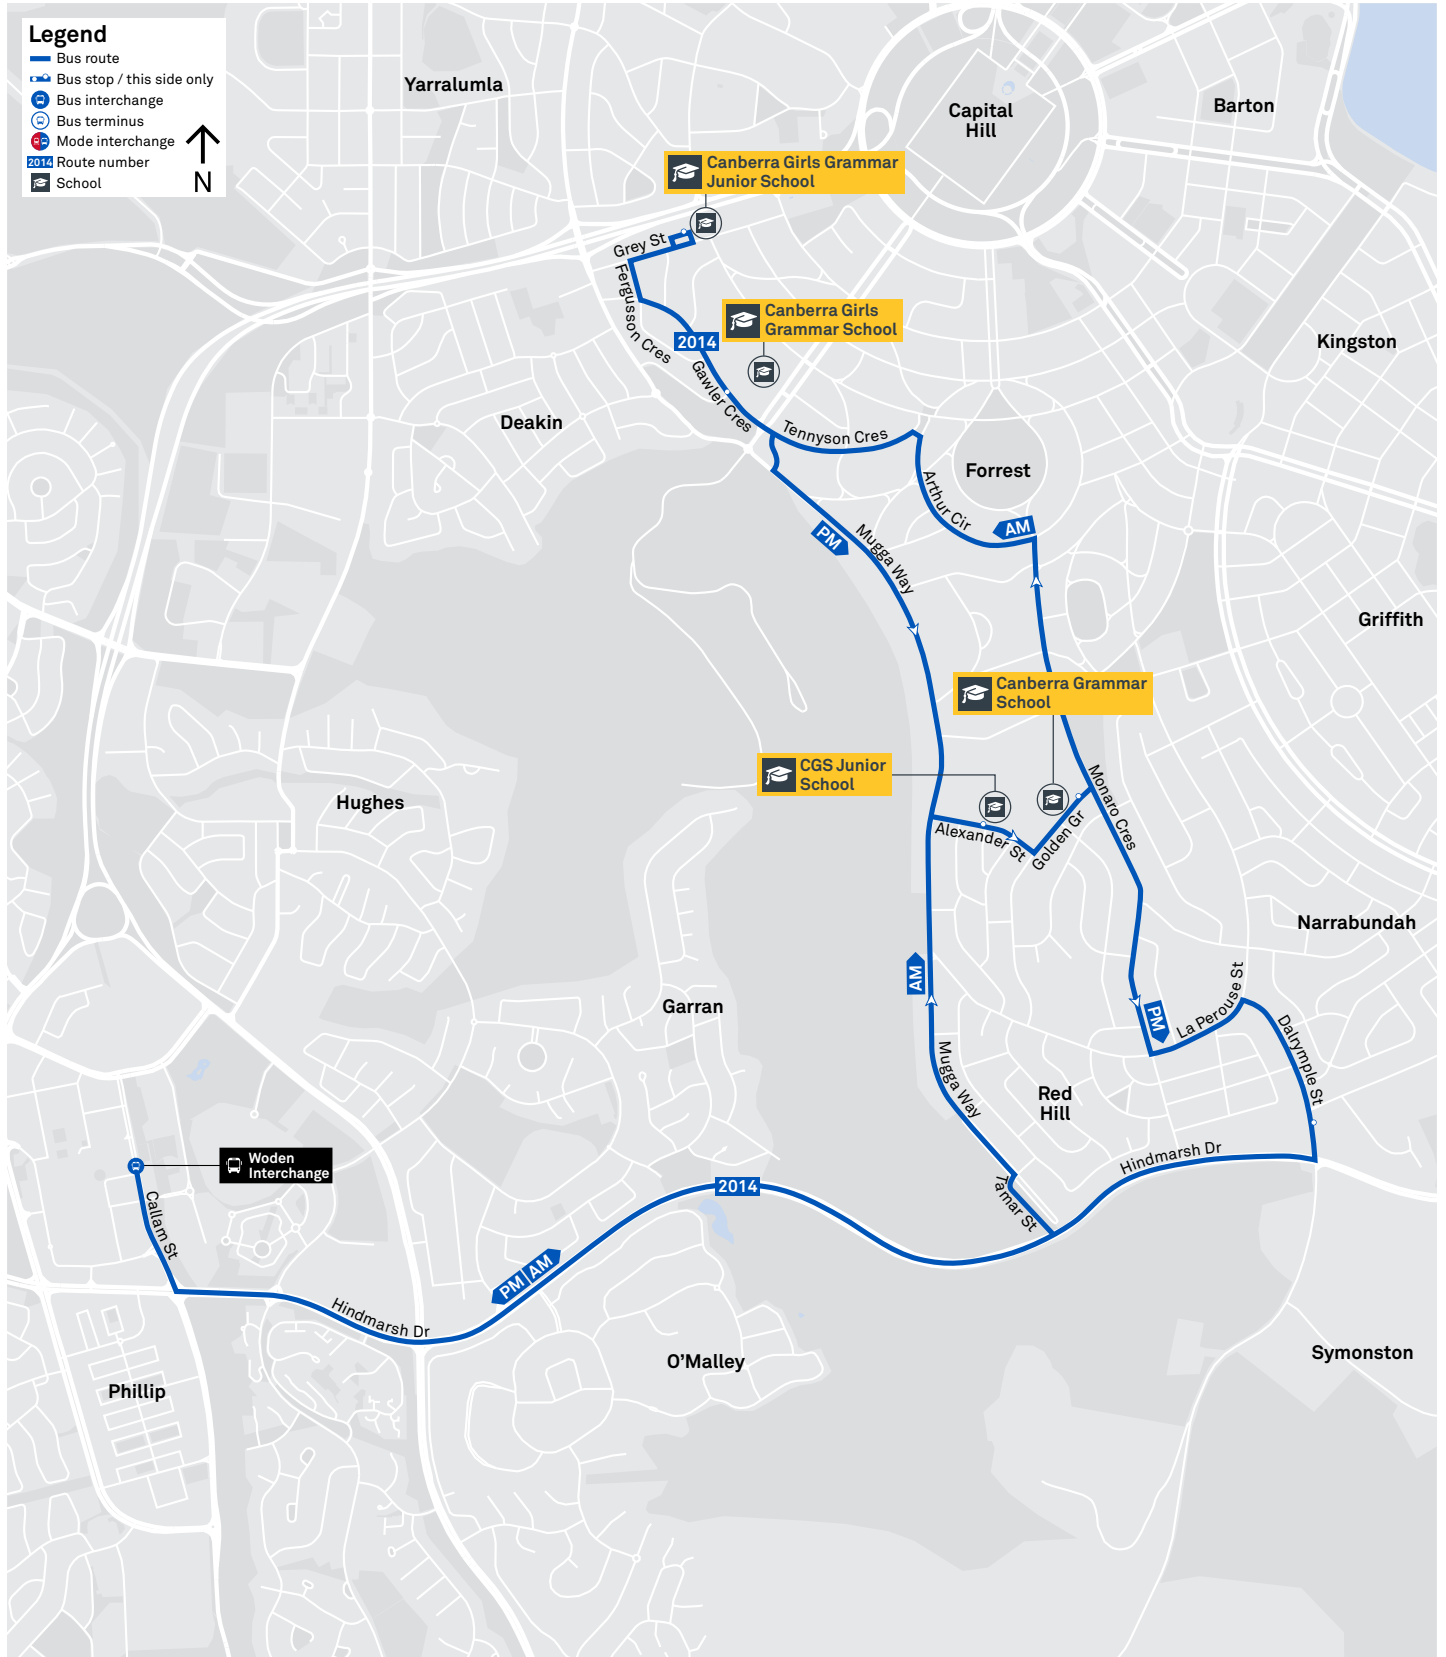 Legend
Bus route
Bus stop / this side only
Bus interchange
Bus terminus
Mode interchange
2014 Route number
School
N
Yarralumla
Capital
Hill
Barton
Canberra Girls Grammar
Junior School
Grey St
Fergusson Cres
Canberra Girls
Grammar School
2014
Gawler Cres
Kingston
Deakin
Tennyson Cres
Forrest
Arthur Cir
AM
PM
Mugga Way
Griffith
Canberra Grammar
School
CGS Junior
School
Hughes
Monaro Cres
Alexander St
Golden Gr
Narrabundah
AM
Garran
La Perouse St
PM
Dalrymple St
Mugga Way
Red
Hill
Woden
Interchange
Callam St
Hindmarsh Dr
2014
Tamar St
PM AM
Hindmarsh Dr
O'Malley
Symonston
Phillip